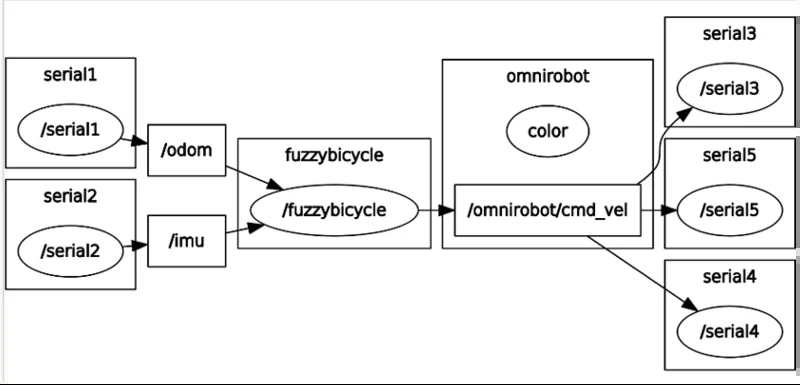 serial1
/serial1
/odom
serial2
/serial2
/imu
fuzzybicycle
/fuzzybicycle
omnirobot
color
/omnirobot/cmd_vel
serial3
/serial3
serial5
/serial5
serial4
/serial4